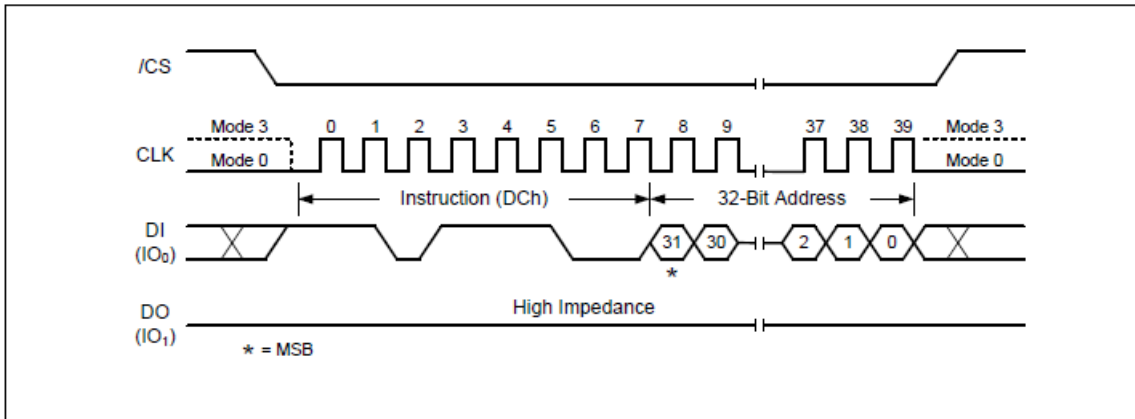 /CS
Mode 3 0 1 2 3 4 5 6 7 8 9 37 38 39 Mode 3
CLK
Mode 0 Mode 0
Instruction (DCh) 32-Bit Address
DI
(IO₀)
31 30 2 1 0
*
High Impedance
DO
(IO₁)
* = MSB